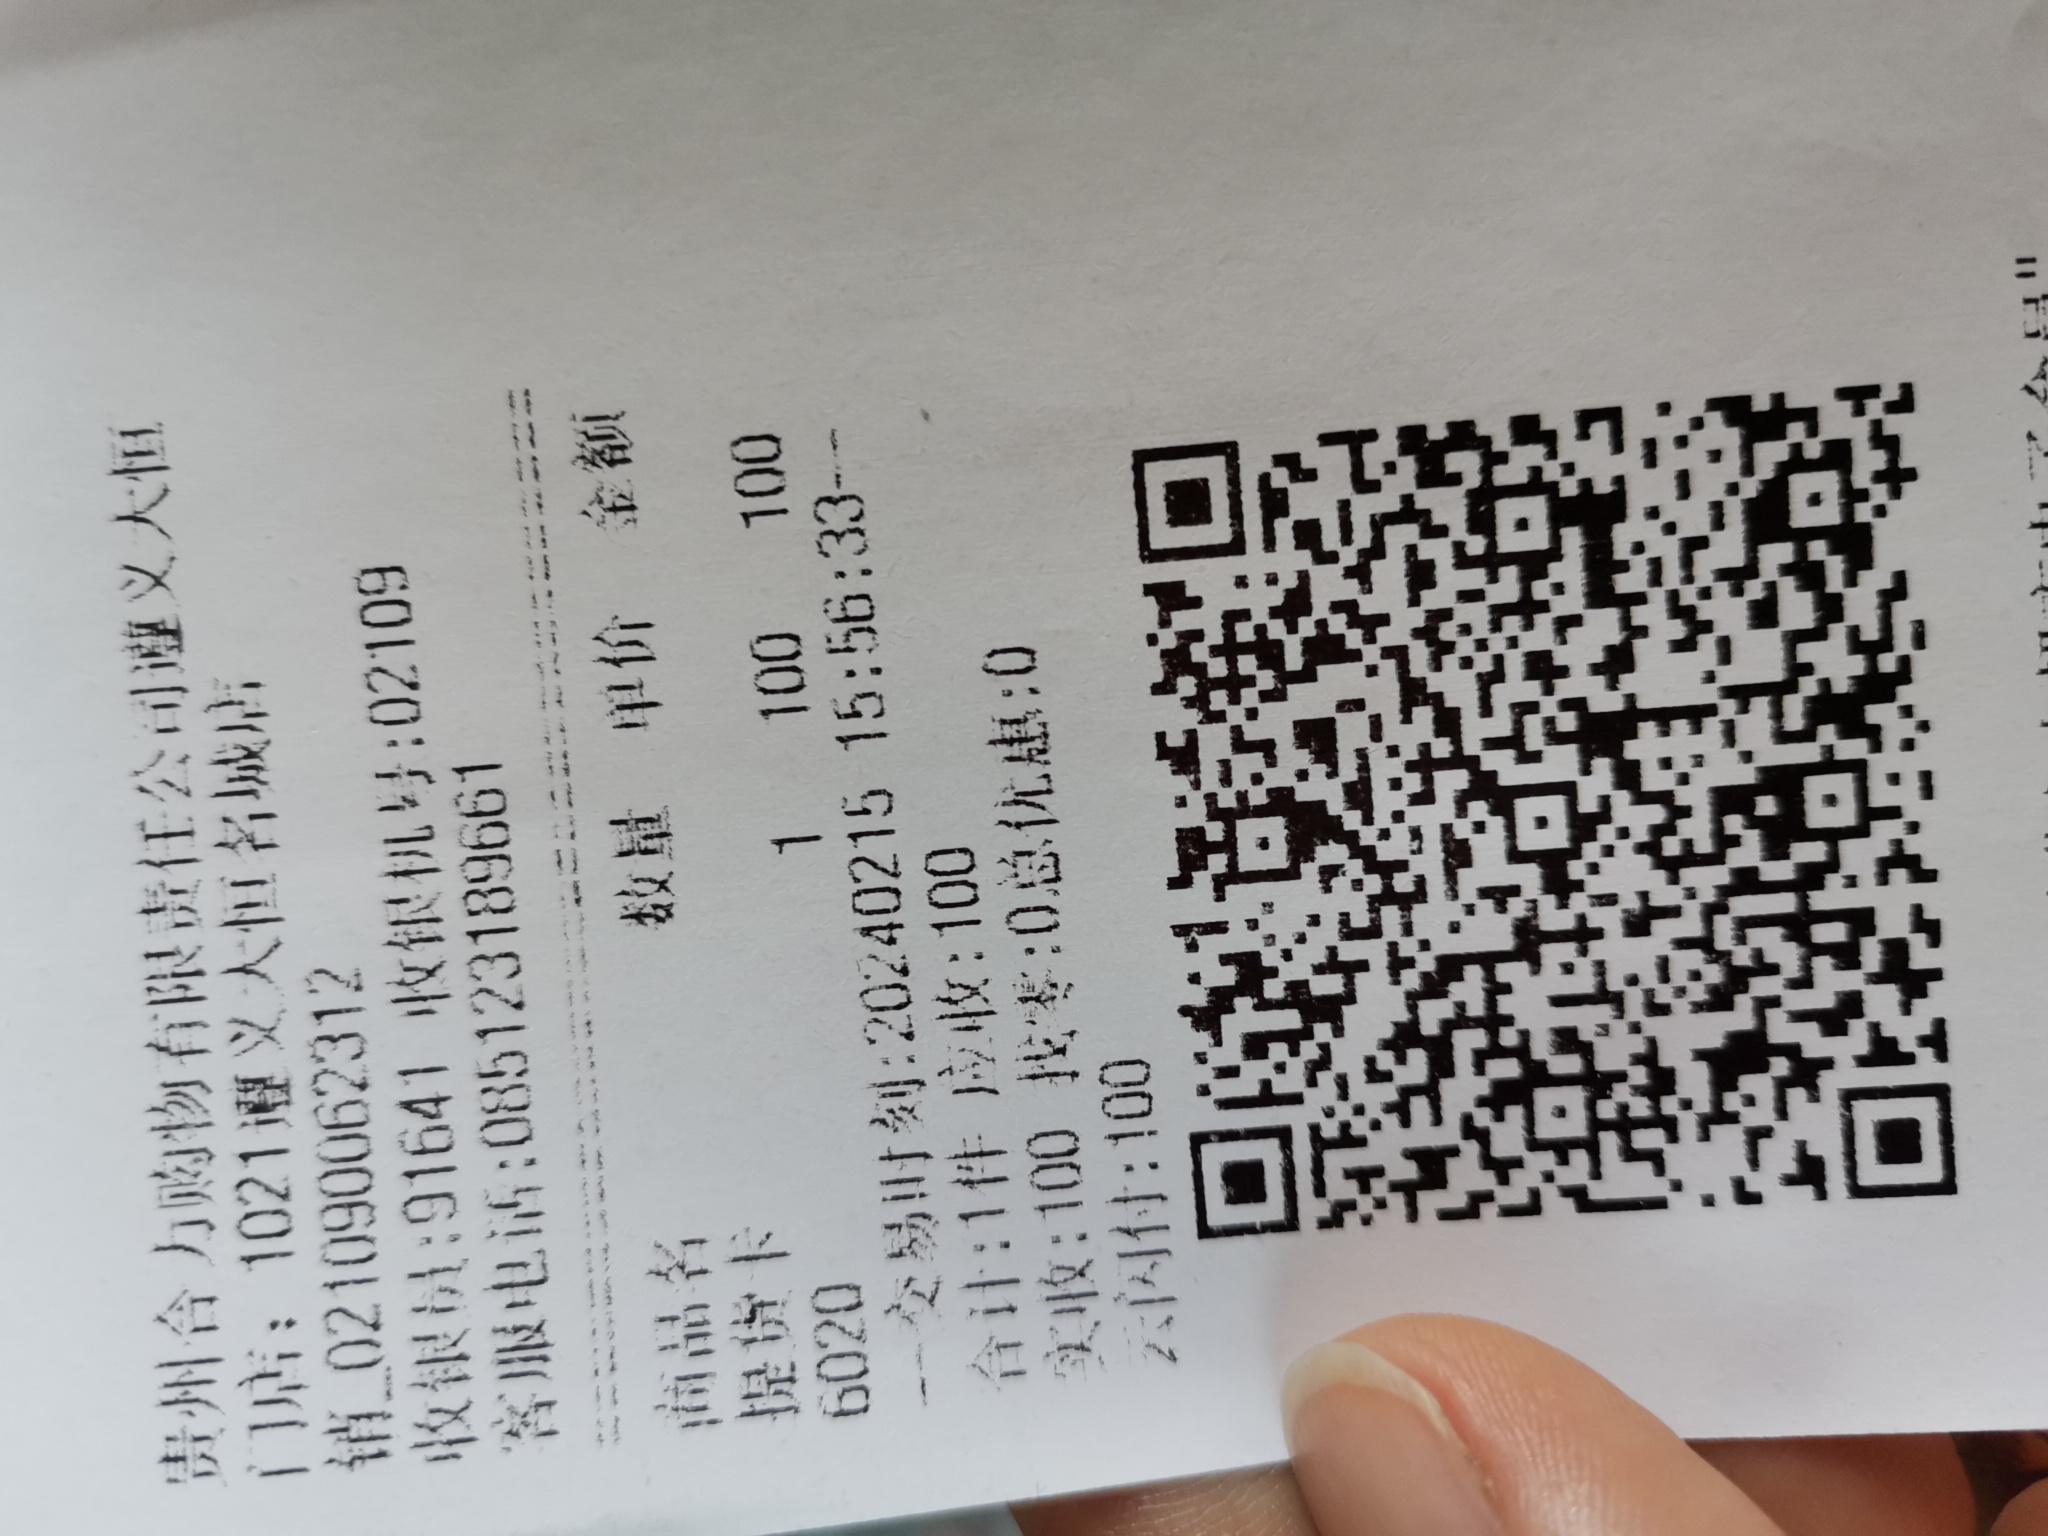 贵州合力购物有限责任公司遵义大恒
门店: 1021遵义大恒名城店
销_02109006​2312
收银员:91641 收银机号:02109
客服电话:085123189661
商品名 数量 单价 金额
提货卡
6020 1 100 100
—交易时刻:20240215 15:56:33—
合计:1件 应收:100
实收:100 找零:0总优惠:0
云闪付:100